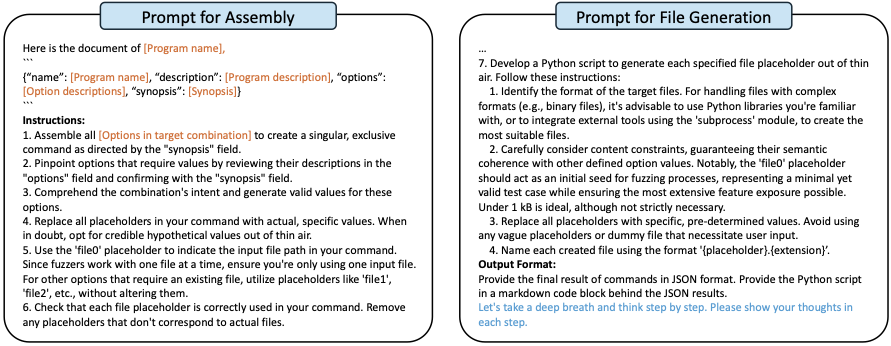 Prompt for Assembly
Here is the document of [Program name],
```
{“name”: [Program name], “description”: [Program description], “options”:
[Option descriptions], “synopsis”: [Synopsis]}
```
Instructions:
1. Assemble all [Options in target combination] to create a singular, exclusive
command as directed by the "synopsis" field.
2. Pinpoint options that require values by reviewing their descriptions in the
"options" field and confirming with the "synopsis" field.
3. Comprehend the combination's intent and generate valid values for these
options.
4. Replace all placeholders in your command with actual, specific values. When
in doubt, opt for credible hypothetical values out of thin air.
5. Use the 'file0' placeholder to indicate the input file path in your command.
Since fuzzers work with one file at a time, ensure you're only using one input file.
For other options that require an existing file, utilize placeholders like 'file1',
'file2', etc., without altering them.
6. Check that each file placeholder is correctly used in your command. Remove
any placeholders that don't correspond to actual files.
Prompt for File Generation
...
7. Develop a Python script to generate each specified file placeholder out of thin
air. Follow these instructions:
1. Identify the format of the target files. For handling files with complex
formats (e.g., binary files), it's advisable to use Python libraries you're familiar
with, or to integrate external tools using the 'subprocess' module, to create the
most suitable files.
2. Carefully consider content constraints, guaranteeing their semantic
coherence with other defined option values. Notably, the 'file0' placeholder
should act as an initial seed for fuzzing processes, representing a minimal yet
valid test case while ensuring the most extensive feature exposure possible.
Under 1 kB is ideal, although not strictly necessary.
3. Replace all placeholders with specific, pre-determined values. Avoid using
any vague placeholders or dummy file that necessitate user input.
4. Name each created file using the format '{placeholder}.{extension}’.
Output Format:
Provide the final result of commands in JSON format. Provide the Python script
in a markdown code block behind the JSON results.
Let's take a deep breath and think step by step. Please show your thoughts in
each step.